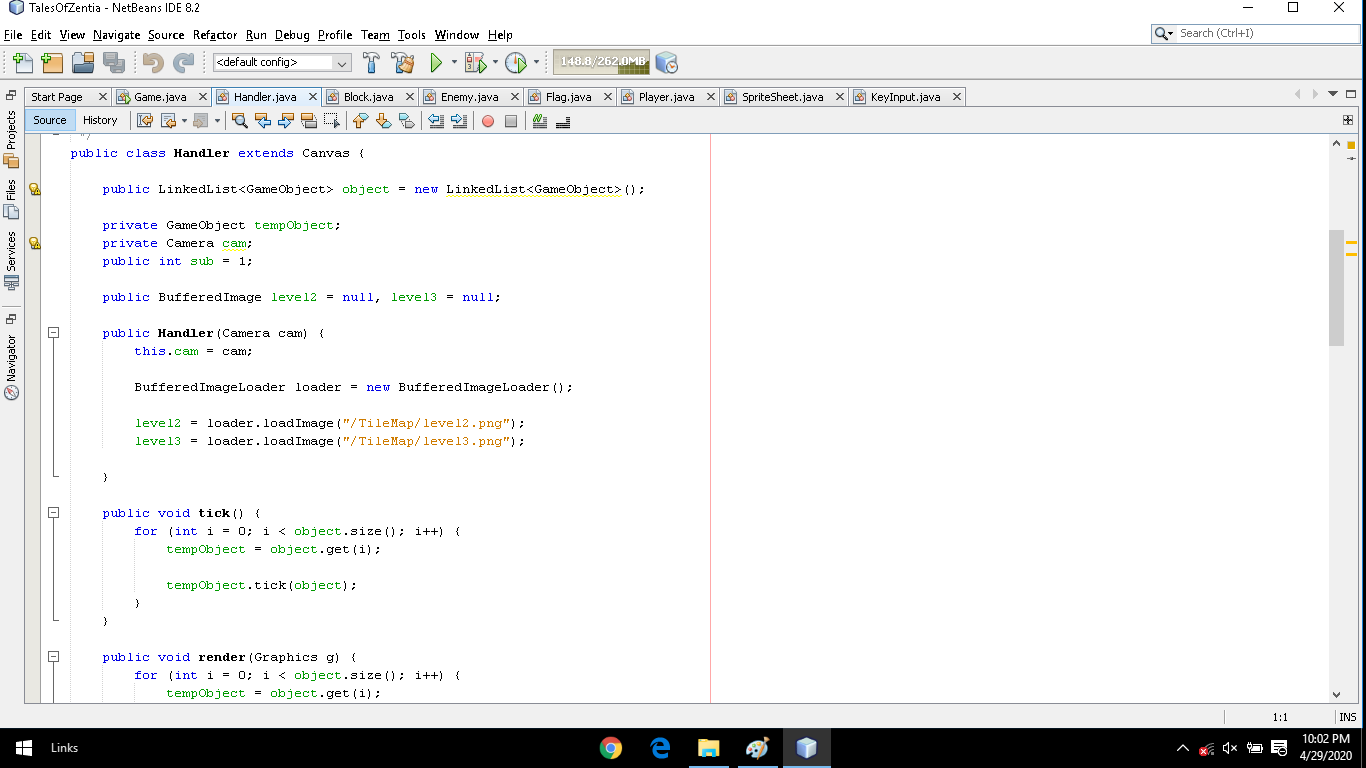 TalesOfZentia - NetBeans IDE 8.2
File Edit View Navigate Source Refactor Run Debug Profile Team Tools Window Help
Search (Ctrl+I)
<default config>
148.8/262.0MB
Start Page
Game.java
Handler.java
Block.java
Enemy.java
Flag.java
Player.java
SpriteSheet.java
KeyInput.java
Projects
Files
Services
Navigator
Source
History
*/
public class Handler extends Canvas {
public LinkedList<GameObject> object = new LinkedList<GameObject>();
private GameObject tempObject;
private Camera cam;
public int sub = 1;
public BufferedImage level2 = null, level3 = null;
public Handler(Camera cam) {
this.cam = cam;
BufferedImageLoader loader = new BufferedImageLoader();
level2 = loader.loadImage("/TileMap/level2.png");
level3 = loader.loadImage("/TileMap/level3.png");
}
public void tick() {
for (int i = 0; i < object.size(); i++) {
tempObject = object.get(i);
tempObject.tick(object);
}
}
public void render(Graphics g) {
for (int i = 0; i < object.size(); i++) {
tempObject = object.get(i);
1:1
INS
Links
10:02 PM
4/29/2020